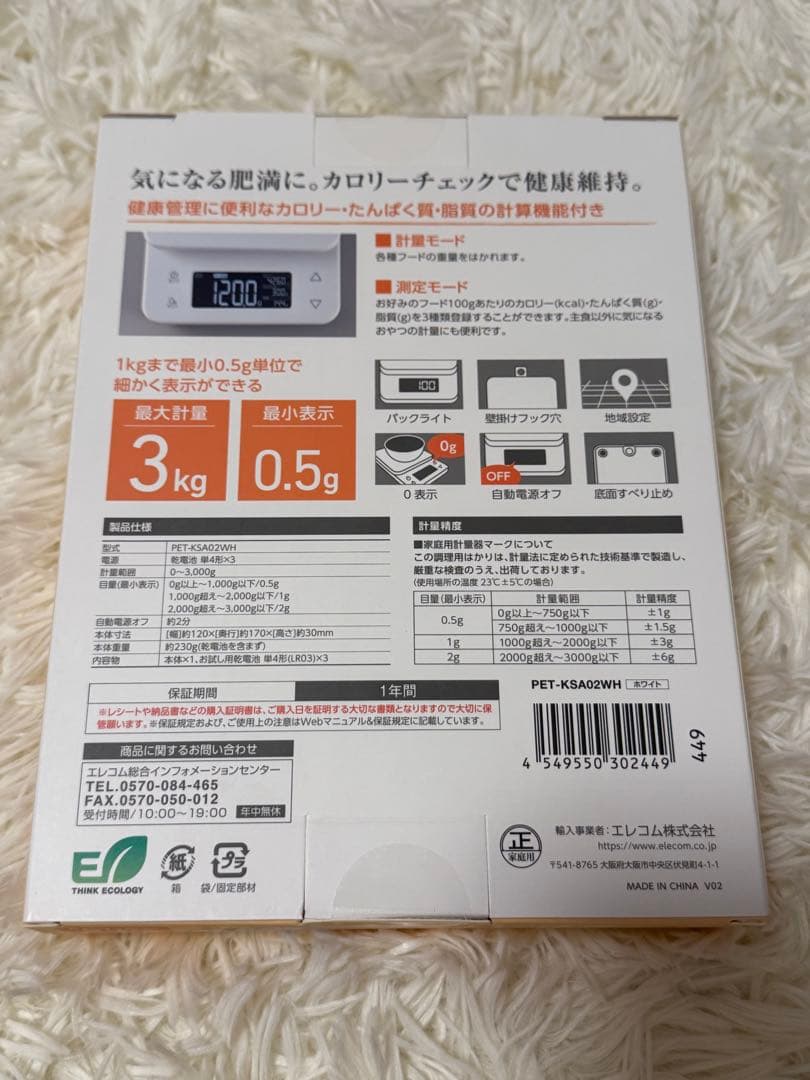 気になる肥満に。カロリーチェックで健康維持。
健康管理に便利なカロリー・たんぱく質・脂質の計算機能付き
120.0
■計量モード
各種フードの重量をはかれます。
■測定モード
お好みのフード100gあたりのカロリー(kcal)・たんぱく質(g)・
脂質(g)を3種類登録することができます。主食以外に気になる
おやつの計量にも便利です。
1kgまで最小0.5g単位で
細かく表示ができる
最大計量
3kg
最小表示
0.5g
100
バックライト
壁掛けフック穴
地域設定
0g
0表示
OFF
自動電源オフ
底面すべり止め
製品仕様
型式 PET-KSA02WH
電源 乾電池 単4形×3
計量範囲 0〜3,000g
目量(最小表示) 0g以上〜1,000g以下/0.5g
1,000g超え〜2,000g以下/1g
2,000g超え〜3,000g以下/2g
自動電源オフ 約2分
本体寸法 [幅]約120×[奥行]約170×[高さ]約30mm
本体重量 約230g(乾電池を含まず)
内容物 本体×1、お試し用乾電池 単4形(LR03)×3
計量精度
■家庭用計量器マークについて
この調理用はかりは、計量法に定められた技術基準で製造し、
厳重な検査のうえ、出荷しております。
(使用場所の温度 23℃±5℃の場合)
目量(最小表示) 計量範囲 計量精度
0.5g 0g以上〜750g以下 ±1g
750g超え〜1000g以下 ±1.5g
1g 1000g超え〜2000g以下 ±3g
2g 2000g超え〜3000g以下 ±6g
保証期間 1年間
※レシートや納品書などの購入証明書は、ご購入日を証明する大切な書類となりますので大切に保
管願います。※保証規定および、ご使用上の注意はWebマニュアル&保証規定に記載しています。
PET-KSA02WH ホワイト
4 549550 302449
449
商品に関するお問い合わせ
エレコム総合インフォメーションセンター
TEL.0570-084-465
FAX.0570-050-012
受付時間/10:00〜19:00 年中無休
THINK ECOLOGY
紙
箱
プラ
袋/固定部材
正
家庭用
輸入事業者:エレコム株式会社
https://www.elecom.co.jp
〒541-8765 大阪府大阪市中央区伏見町4-1-1
MADE IN CHINA V02